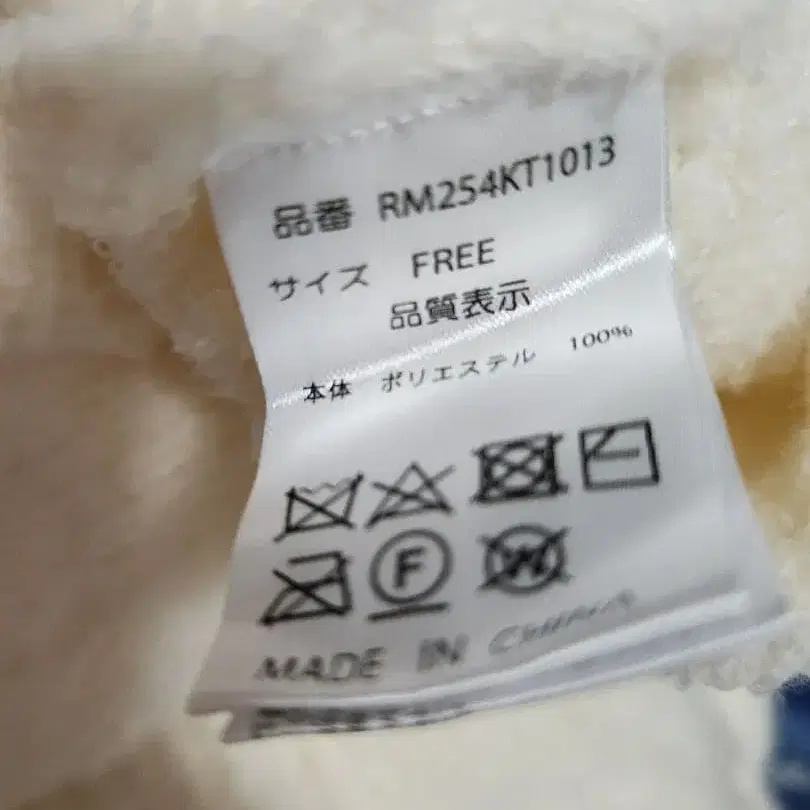 品番 RM254KT1013
サイズ FREE
品質表示
本体 ポリエステル 100%
F W
MADE IN CHINA